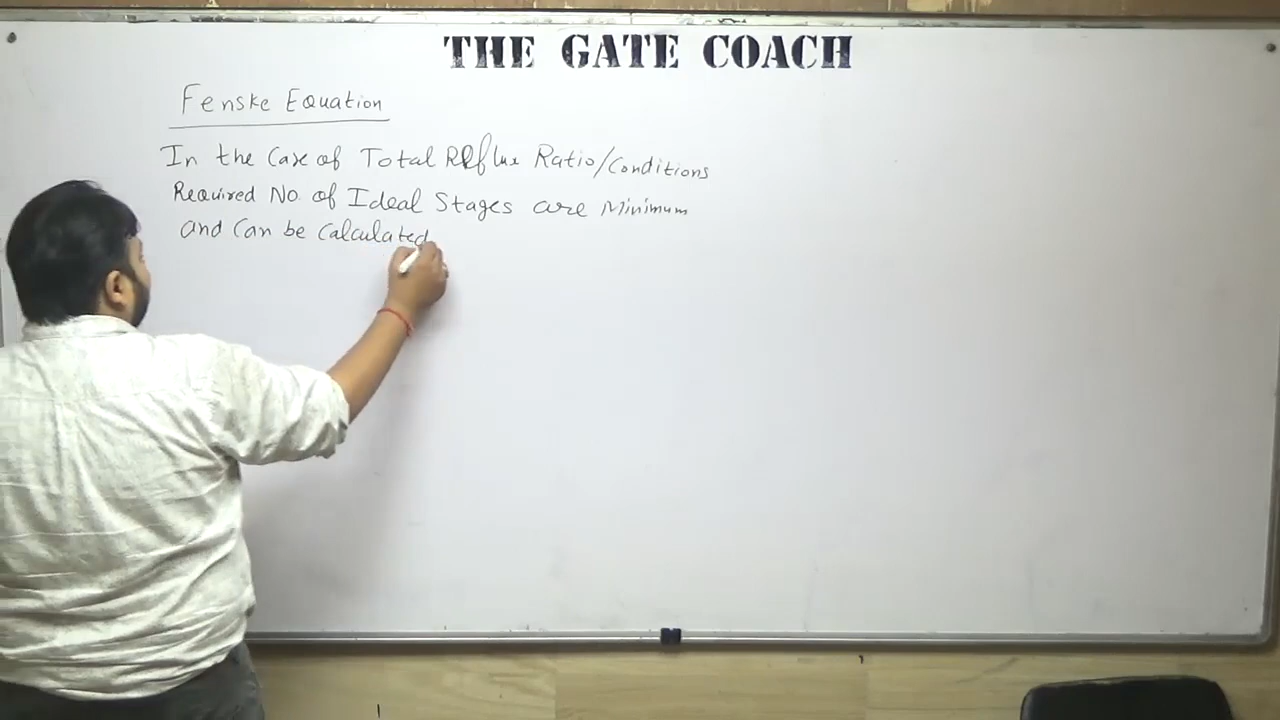 THE GATE COACH
Fenske Equation
In the Case of Total Reflux Ratio/Conditions
Required No. of Ideal Stages are Minimum
and Can be Calculated